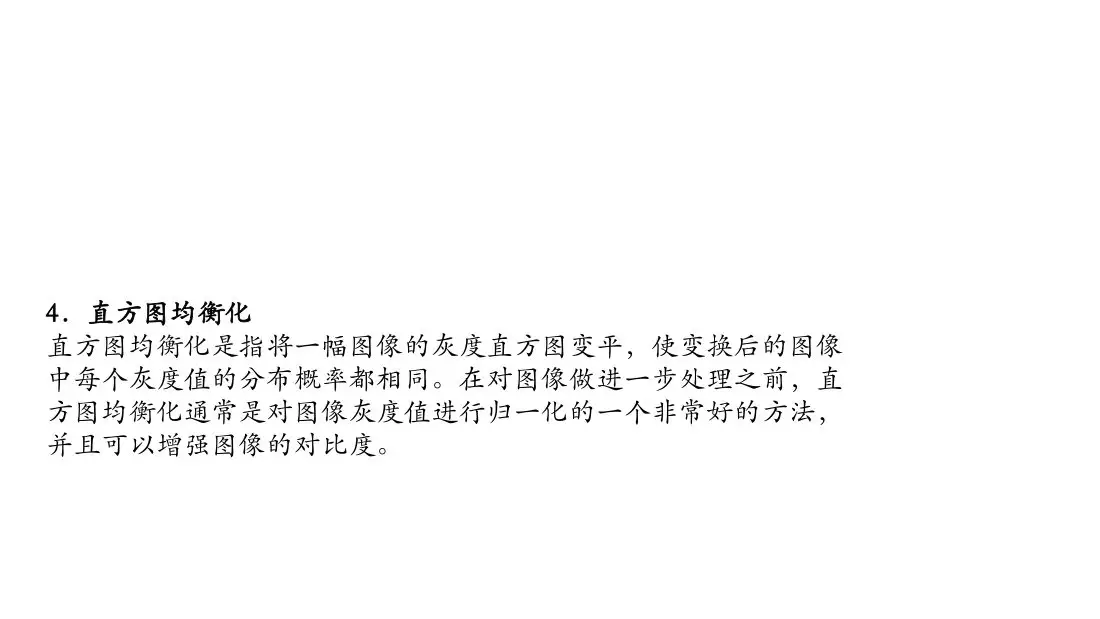 4．直方图均衡化
直方图均衡化是指将一幅图像的灰度直方图变平，使变换后的图像
中每个灰度值的分布概率都相同。在对图像做进一步处理之前，直
方图均衡化通常是对图像灰度值进行归一化的一个非常好的方法，
并且可以增强图像的对比度。